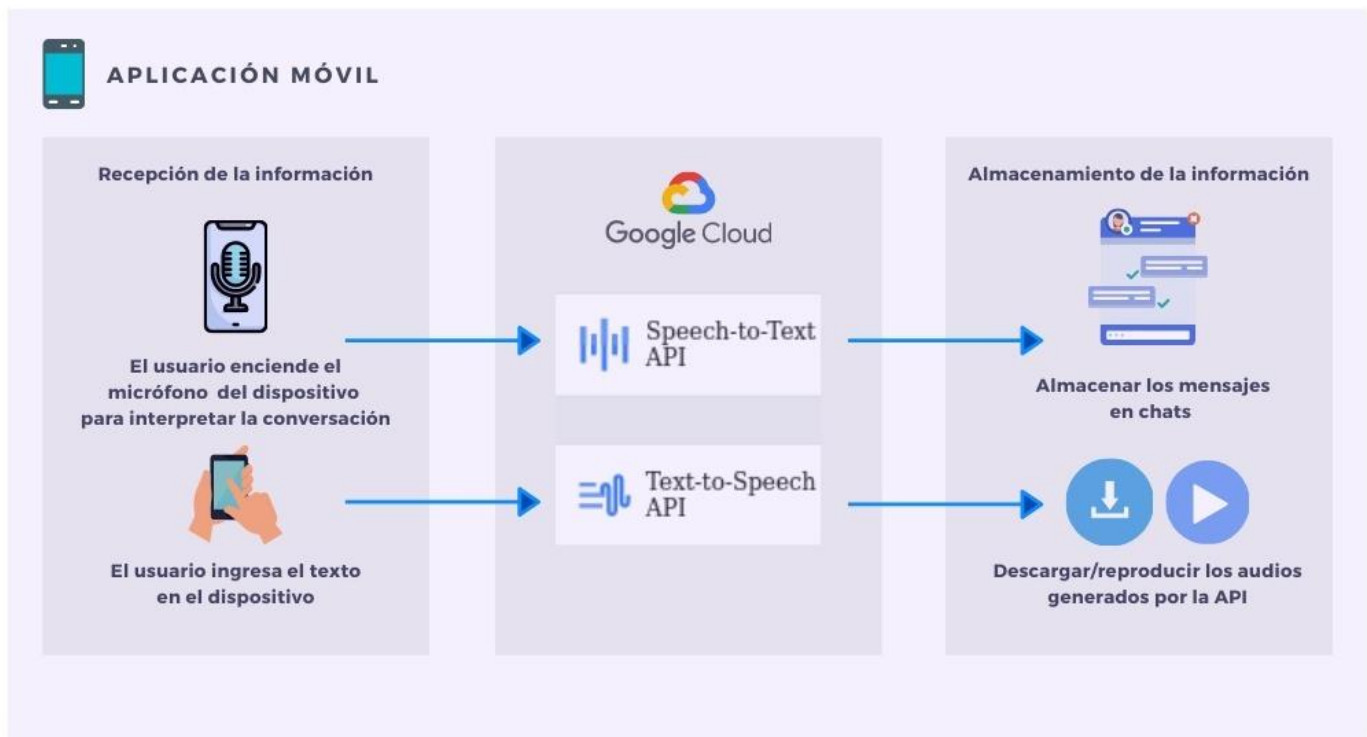 APLICACIÓN MÓVIL
Recepción de la información
El usuario enciende el
micrófono del dispositivo
para interpretar la conversación
El usuario ingresa el texto
en el dispositivo
Google Cloud
Speech-to-Text
API
Text-to-Speech
API
Almacenamiento de la información
Almacenar los mensajes
en chats
Descargar/reproducir los audios
generados por la API